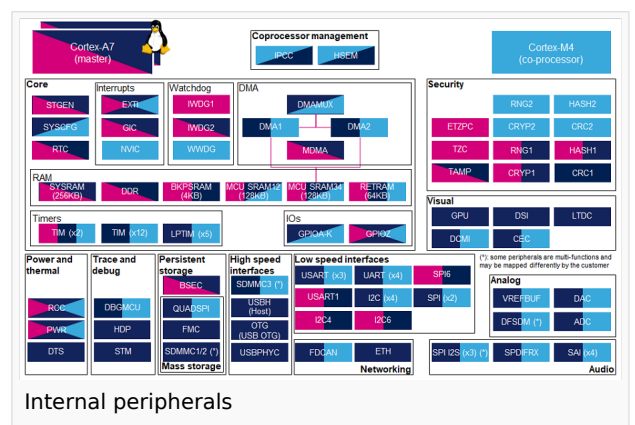 Cortex-A7
(master)
Coprocessor management
IPCC
HSEM
Cortex-M4
(co-processor)
Core
STGEN
SYSCFG
RTC
Interrupts
EXTI
GIC
NVIC
Watchdog
IWDG1
IWDG2
WWDG
DMA
DMAMUX
DMA1
DMA2
MDMA
Security
RNG2
HASH2
ETZPC
CRYP2
CRC2
TZC
RNG1
HASH1
TAMP
CRYP1
CRC1
RAM
SYSRAM
(256KB)
DDR
BKPSRAM
(4KB)
MCU SRAM12
(128KB)
MCU SRAM34
(128KB)
RETRAM
(64KB)
Timers
TIM (x2)
TIM (x12)
LPTIM (x5)
IOs
GPIOA-K
GPIOZ
Visual
GPU
DSI
LTDC
DCMI
CEC
(*): some peripherals are multi-functions and
may be mapped differently by the customer
Power and
thermal
RCC
PWR
DTS
Trace and
debug
DBGMCU
HDP
STM
Persistent
storage
BSEC
QUADSPI
FMC
SDMMC1/2 (*)
Mass storage
High speed
interfaces
SDMMC3 (*)
USBH
(Host)
OTG
(USB OTG)
USBPHYC
Low speed interfaces
USART (x3)
UART (x4)
SPI6
USART1
I2C (x4)
SPI (x2)
I2C4
I2C6
FDCAN
ETH
Networking
Analog
VREFBUF
DAC
DFSDM (*)
ADC
SPI I2S (x3) (*)
SPDIFRX
SAI (x4)
Audio
Internal peripherals